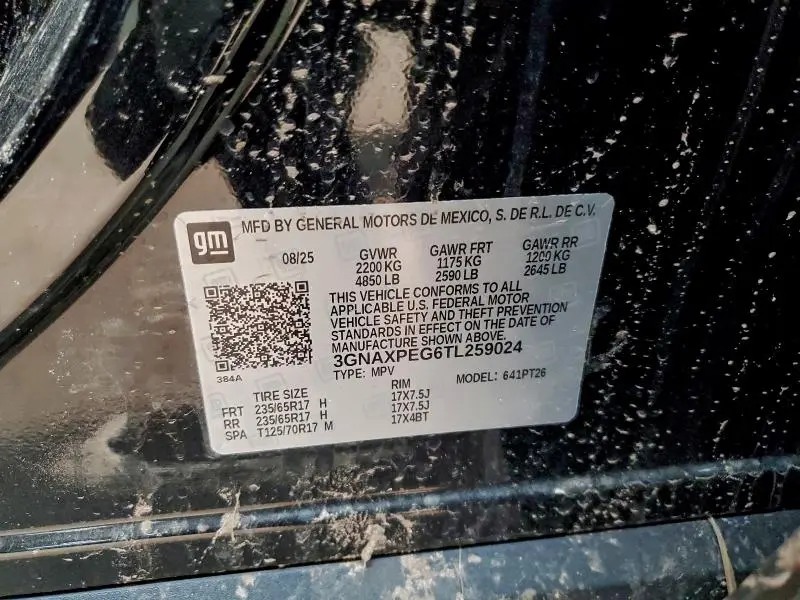 gm
MFD BY GENERAL MOTORS DE MEXICO, S. DE R.L. DE C.V.
08/25 GVWR GAWR FRT GAWR RR
2200 KG 1175 KG 1200 KG
4850 LB 2590 LB 2645 LB
THIS VEHICLE CONFORMS TO ALL
APPLICABLE U.S. FEDERAL MOTOR
VEHICLE SAFETY AND THEFT PREVENTION
STANDARDS IN EFFECT ON THE DATE OF
MANUFACTURE SHOWN ABOVE.
3GNAXPEG6TL259024
384A TYPE: MPV MODEL: 641PT26
TIRE SIZE RIM
FRT 235/65R17 H 17X7.5J
RR 235/65R17 H 17X7.5J
SPA T125/70R17 M 17X4BT